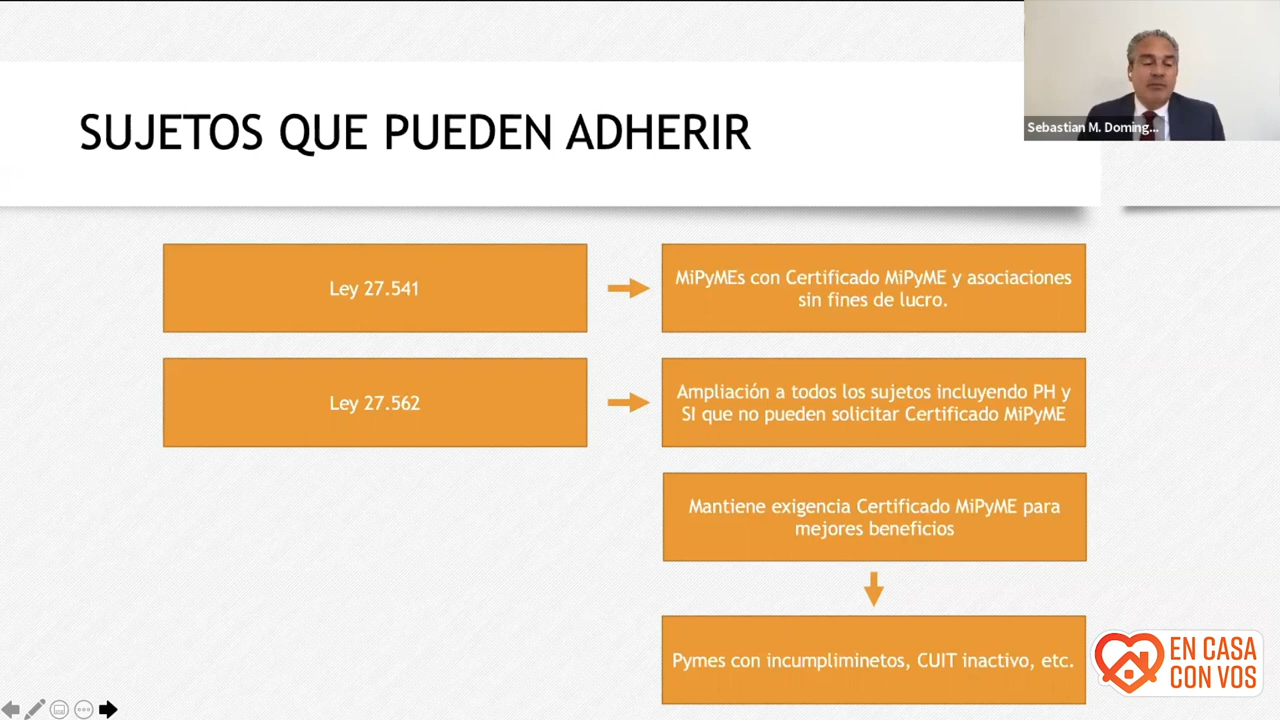 Sebastian M. Doming...
SUJETOS QUE PUEDEN ADHERIR
Ley 27.541
MiPyMEs con Certificado MiPyME y asociaciones
sin fines de lucro.
Ley 27.562
Ampliación a todos los sujetos incluyendo PH y
SI que no pueden solicitar Certificado MiPyME
Mantiene exigencia Certificado MiPyME para
mejores beneficios
Pymes con incumpliminetos, CUIT inactivo, etc.
EN CASA
CON VOS